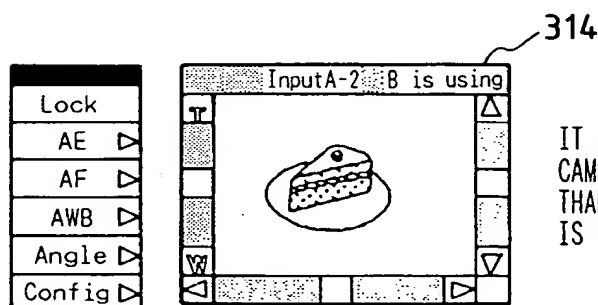 314
InputA-2 B is using
Lock
AE
AF
AWB
Angle
Config
T
W
IT
CAM
THA
IS